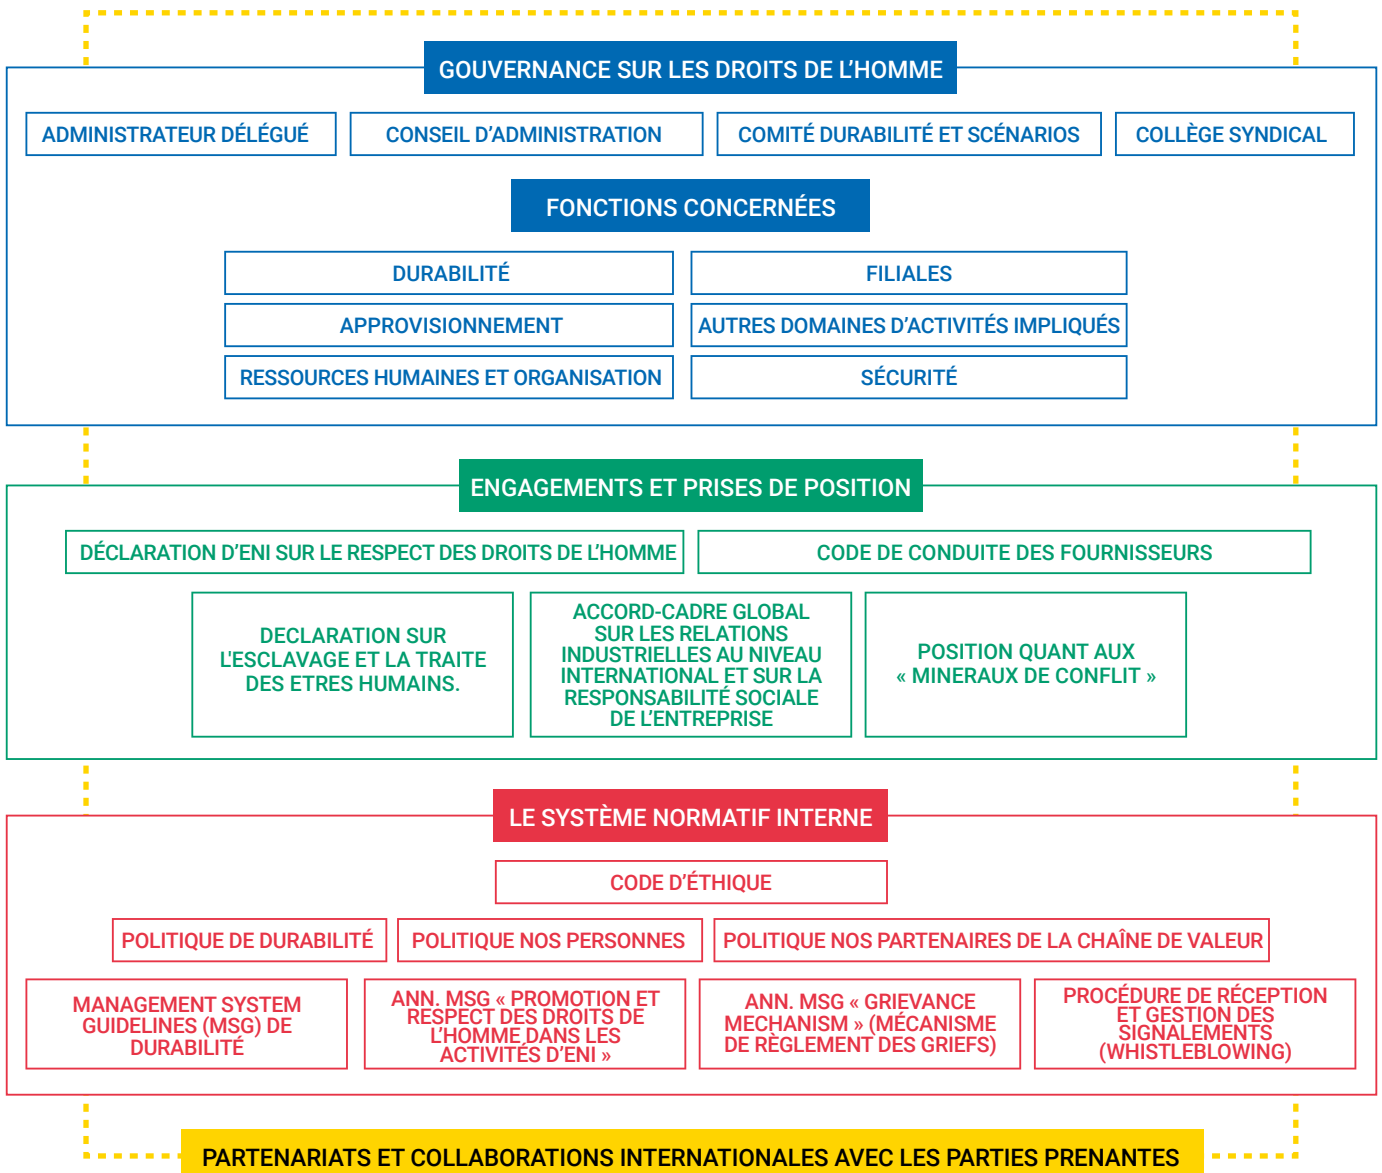 GOUVERNANCE SUR LES DROITS DE L’HOMME
ADMINISTRATEUR DÉLÉGUÉ
CONSEIL D’ADMINISTRATION
COMITÉ DURABILITÉ ET SCÉNARIOS
COLLÈGE SYNDICAL
FONCTIONS CONCERNÉES
DURABILITÉ
FILIALES
APPROVISIONNEMENT
AUTRES DOMAINES D’ACTIVITÉS IMPLIQUÉS
RESSOURCES HUMAINES ET ORGANISATION
SÉCURITÉ
ENGAGEMENTS ET PRISES DE POSITION
DÉCLARATION D’ENI SUR LE RESPECT DES DROITS DE L’HOMME
CODE DE CONDUITE DES FOURNISSEURS
DECLARATION SUR
L'ESCLAVAGE ET LA TRAITE
DES ETRES HUMAINS.
ACCORD-CADRE GLOBAL
SUR LES RELATIONS
INDUSTRIELLES AU NIVEAU
INTERNATIONAL ET SUR LA
RESPONSABILITÉ SOCIALE
DE L’ENTREPRISE
POSITION QUANT AUX
« MINERAUX DE CONFLIT »
LE SYSTÈME NORMATIF INTERNE
CODE D’ÉTHIQUE
POLITIQUE DE DURABILITÉ
POLITIQUE NOS PERSONNES
POLITIQUE NOS PARTENAIRES DE LA CHAÎNE DE VALEUR
MANAGEMENT SYSTEM
GUIDELINES (MSG) DE
DURABILITÉ
ANN. MSG « PROMOTION ET
RESPECT DES DROITS DE
L’HOMME DANS LES
ACTIVITÉS D’ENI »
ANN. MSG « GRIEVANCE
MECHANISM » (MÉCANISME
DE RÈGLEMENT DES GRIEFS)
PROCÉDURE DE RÉCEPTION
ET GESTION DES
SIGNALEMENTS
(WHISTLEBLOWING)
PARTENARIATS ET COLLABORATIONS INTERNATIONALES AVEC LES PARTIES PRENANTES